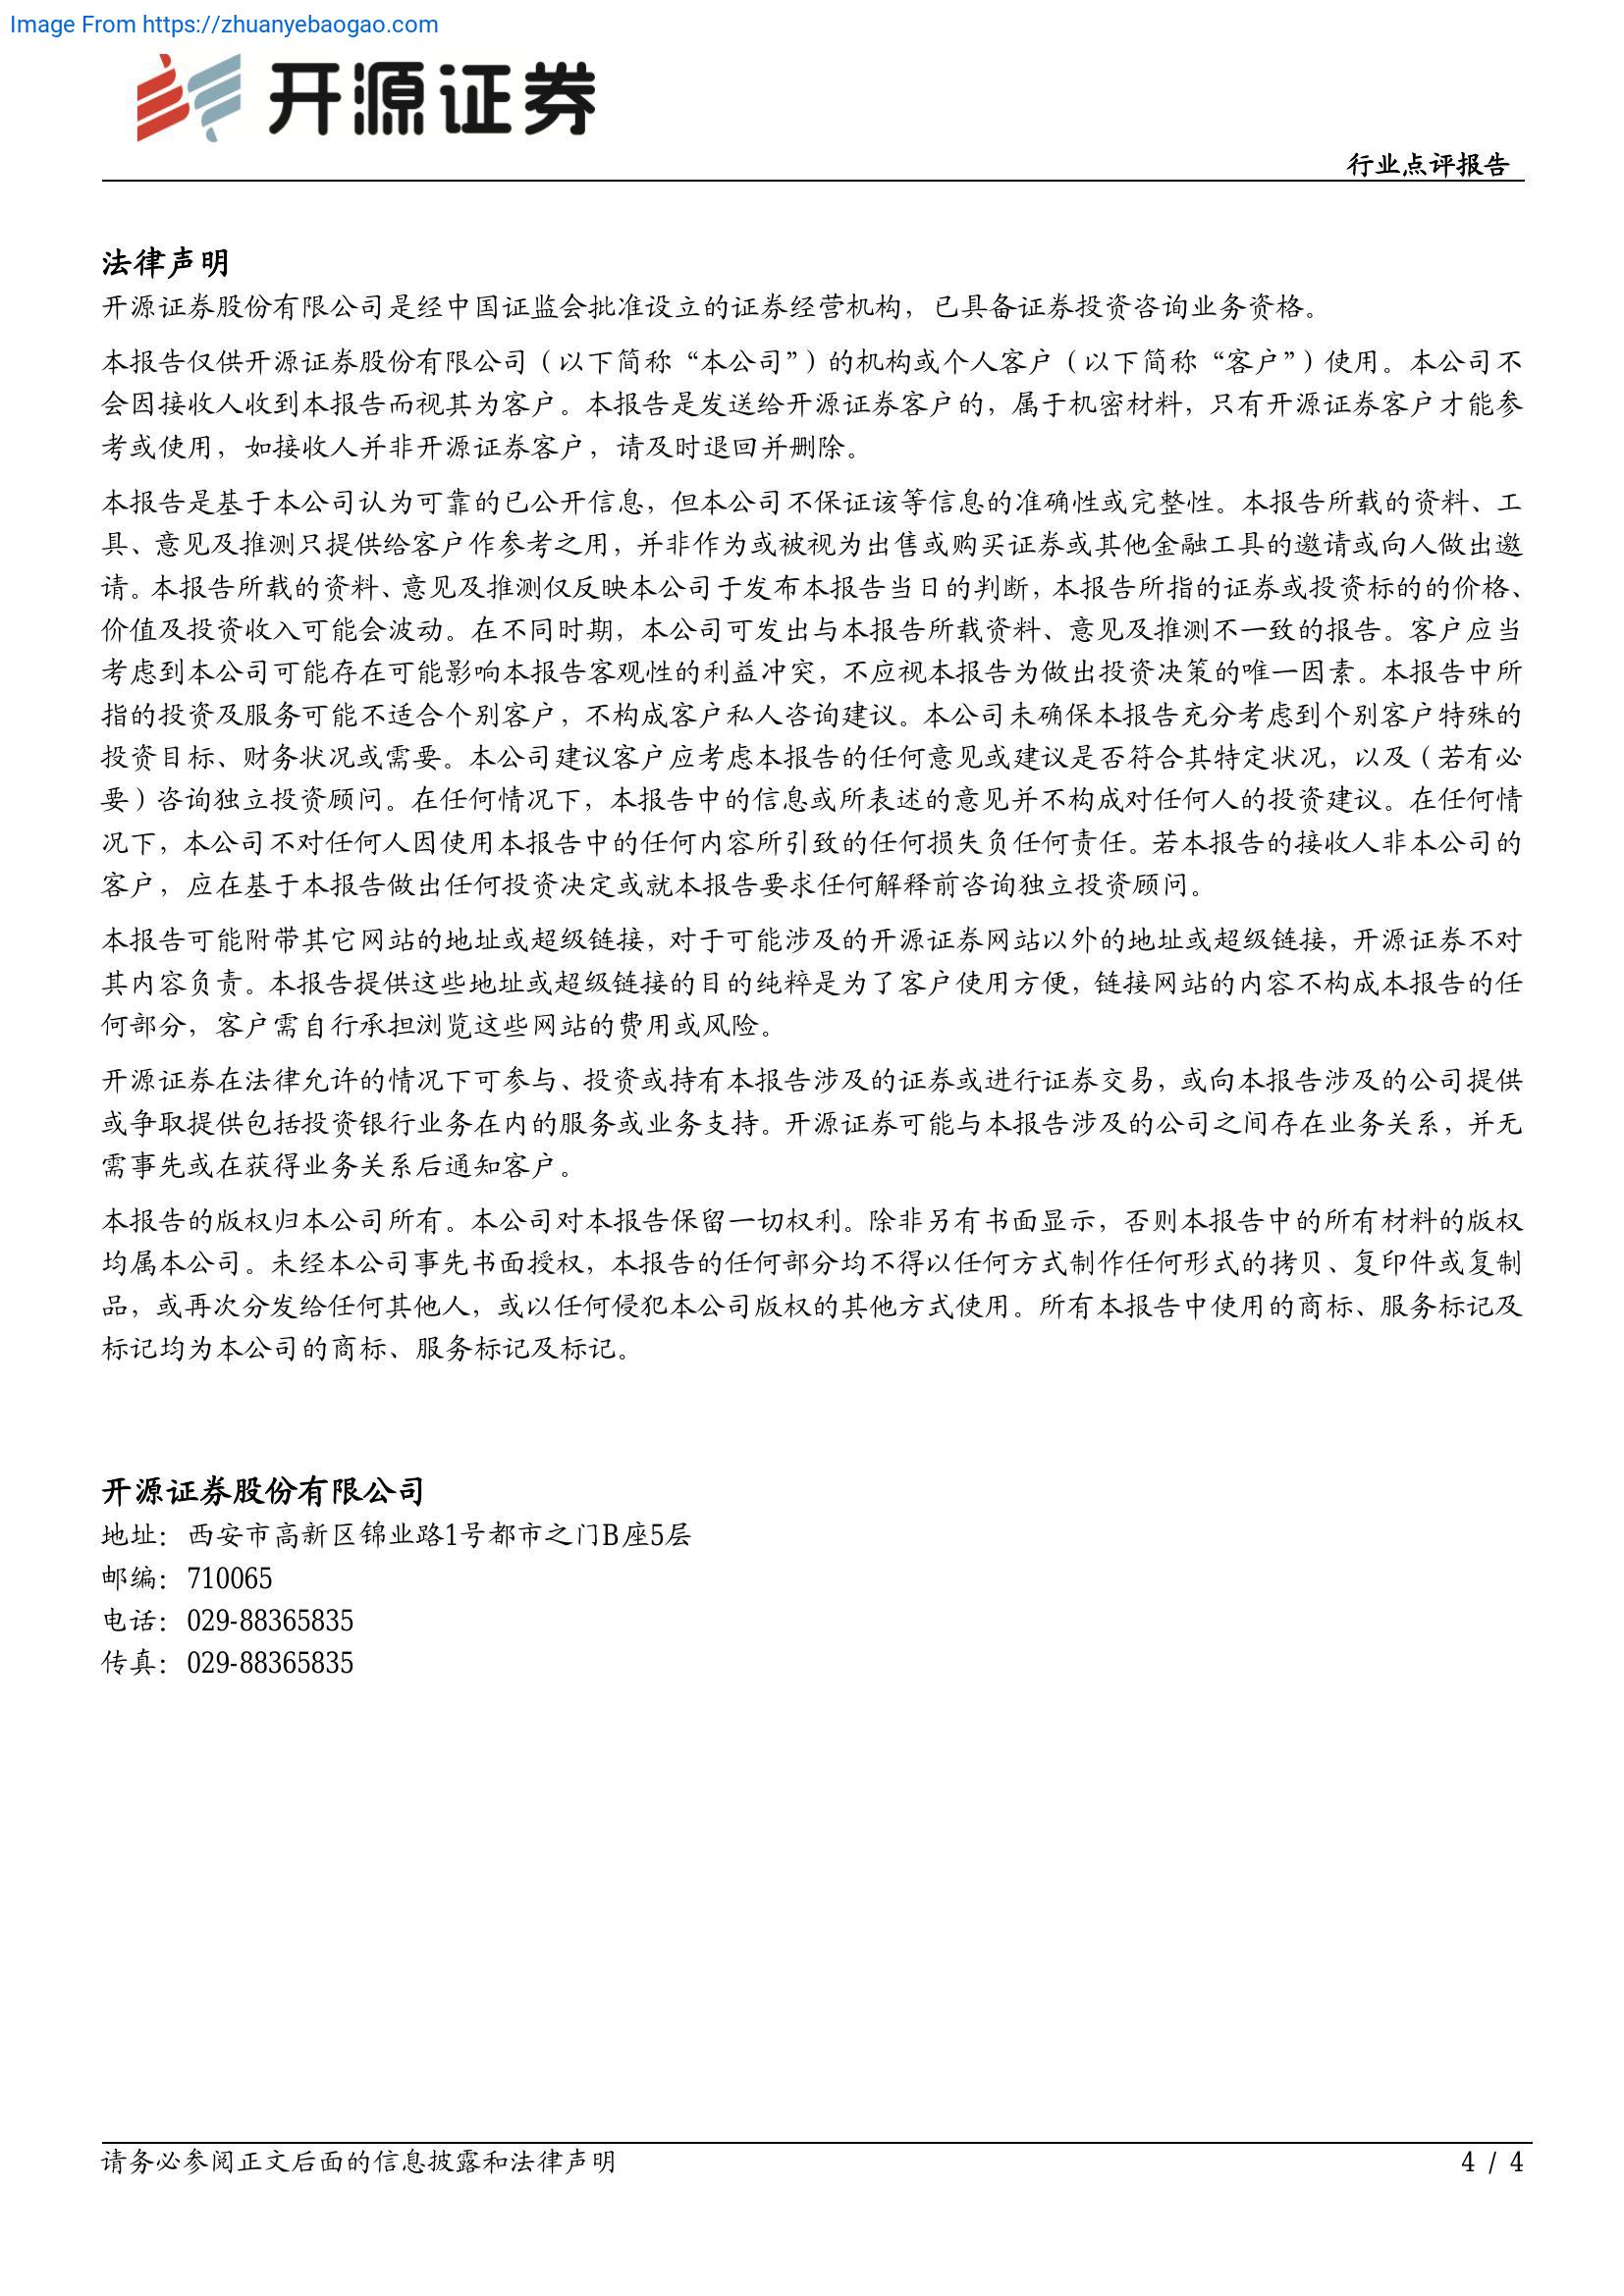 Image From https://zhuanyebaogao.com
开源证券
行业点评报告
法律声明
开源证券股份有限公司是经中国证监会批准设立的证券经营机构，已具备证券投资咨询业务资格。
本报告仅供开源证券股份有限公司（以下简称“本公司”）的机构或个人客户（以下简称“客户”）使用。本公司不
会因接收人收到本报告而视其为客户。本报告是发送给开源证券客户的，属于机密材料，只有开源证券客户才能参
考或使用，如接收人并非开源证券客户，请及时退回并删除。
本报告是基于本公司认为可靠的已公开信息，但本公司不保证该等信息的准确性或完整性。本报告所载的资料、工
具、意见及推测只提供给客户作参考之用，并非作为或被视为出售或购买证券或其他金融工具的邀请或向人做出邀
请。本报告所载的资料、意见及推测仅反映本公司于发布本报告当日的判断，本报告所指的证券或投资标的的价格、
价值及投资收入可能会波动。在不同时期，本公司可发出与本报告所载资料、意见及推测不一致的报告。客户应当
考虑到本公司可能存在可能影响本报告客观性的利益冲突，不应视本报告为做出投资决策的唯一因素。本报告中所
指的投资及服务可能不适合个别客户，不构成客户私人咨询建议。本公司未确保本报告充分考虑到个别客户特殊的
投资目标、财务状况或需要。本公司建议客户应考虑本报告的任何意见或建议是否符合其特定状况，以及（若有必
要）咨询独立投资顾问。在任何情况下，本报告中的信息或所表述的意见并不构成对任何人的投资建议。在任何情
况下，本公司不对任何人因使用本报告中的任何内容所引致的任何损失负任何责任。若本报告的接收人非本公司的
客户，应在基于本报告做出任何投资决定或就本报告要求任何解释前咨询独立投资顾问。
本报告可能附带其它网站的地址或超级链接，对于可能涉及的开源证券网站以外的地址或超级链接，开源证券不对
其内容负责。本报告提供这些地址或超级链接的目的纯粹是为了客户使用方便，链接网站的内容不构成本报告的任
何部分，客户需自行承担浏览这些网站的费用或风险。
开源证券在法律允许的情况下可参与、投资或持有本报告涉及的证券或进行证券交易，或向本报告涉及的公司提供
或争取提供包括投资银行业务在内的服务或业务支持。开源证券可能与本报告涉及的公司之间存在业务关系，并无
需事先或在获得业务关系后通知客户。
本报告的版权归本公司所有。本公司对本报告保留一切权利。除非另有书面显示，否则本报告中的所有材料的版权
均属本公司。未经本公司事先书面授权，本报告的任何部分均不得以任何方式制作任何形式的拷贝、复印件或复制
品，或再次分发给任何其他人，或以任何侵犯本公司版权的其他方式使用。所有本报告中使用的商标、服务标记及
标记均为本公司的商标、服务标记及标记。
开源证券股份有限公司
地址：西安市高新区锦业路1号都市之门B座5层
邮编：710065
电话：029-88365835
传真：029-88365835
请务必参阅正文后面的信息披露和法律声明
4 / 4